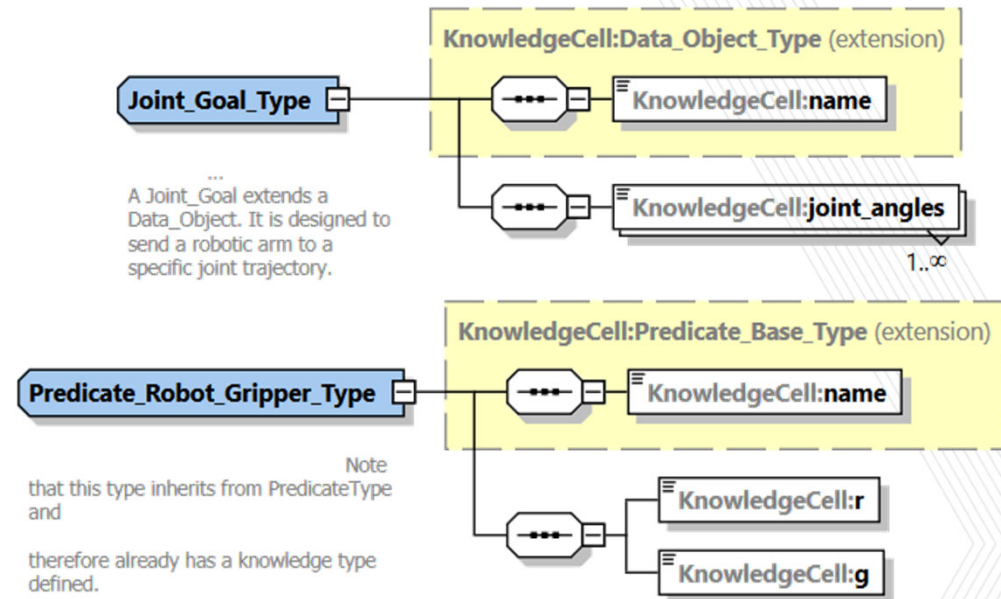 KnowledgeCell:Data_Object_Type (extension)
Joint_Goal_Type
KnowledgeCell:name
...
A Joint_Goal extends a
Data_Object. It is designed to
send a robotic arm to a
specific joint trajectory.
KnowledgeCell:joint_angles
1..∞
KnowledgeCell:Predicate_Base_Type (extension)
Predicate_Robot_Gripper_Type
KnowledgeCell:name
Note
that this type inherits from PredicateType
and
therefore already has a knowledge type
defined.
KnowledgeCell:r
KnowledgeCell:g